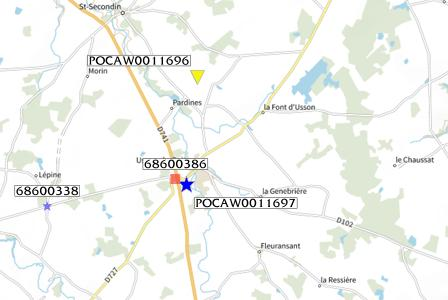 St-Secondin
POCAW0011696
Morin
Pardines
la Font d'Usson
D741
68600386
le Chaussat
Lépine
68600338
la Genebrière
POCAW0011697
D102
Fleuransant
D727
la Ressière